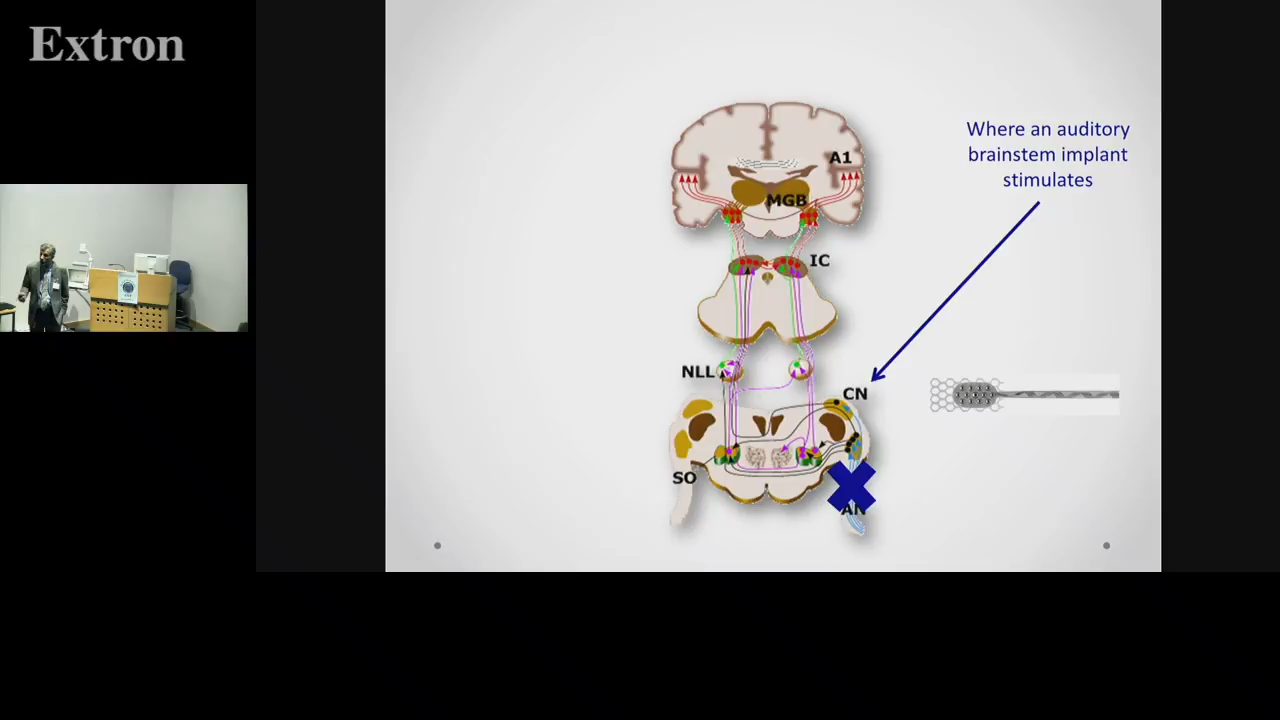 Extron
Where an auditory
brainstem implant
stimulates
A1
MGB
IC
NLL
CN
SO
AN